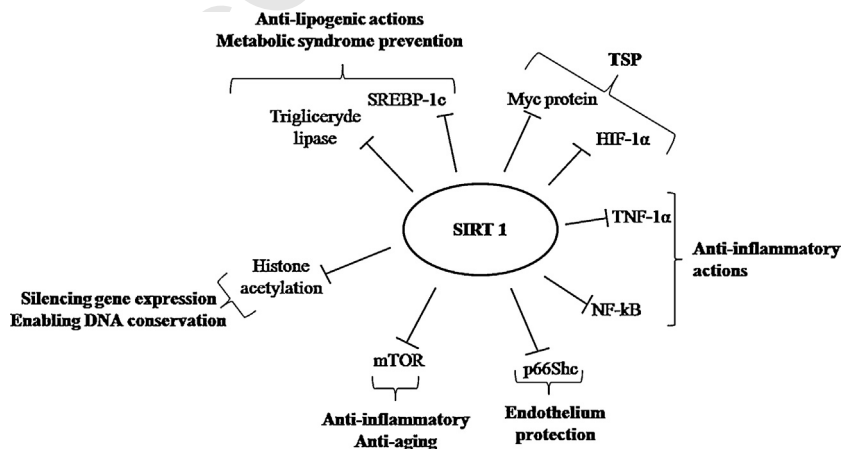 Anti-lipogenic actions
Metabolic syndrome prevention
TSP
SREBP-1c
Trigliceryde
lipase
Myc protein
HIF-1α
SIRT 1
TNF-1α
Anti-inflammatory
actions
Histone
acetylation
Silencing gene expression
Enabling DNA conservation
NF-kB
mTOR
p66Shc
Anti-inflammatory
Anti-aging
Endothelium
protection